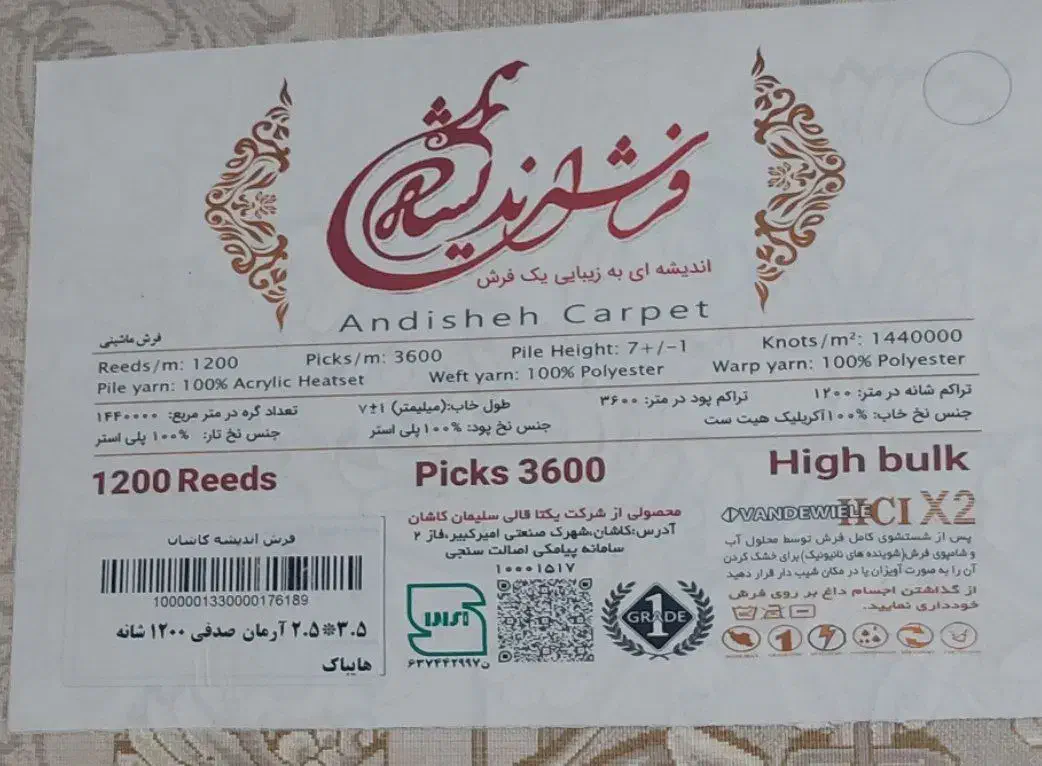 فرش اندیشه
اندیشه ای به زیبایی یک فرش
Andisheh Carpet
فرش ماشینی
Reeds/m: 1200 Picks/m: 3600 Pile Height: 7+/-1 Knots/m²: 1440000
Pile yarn: 100% Acrylic Heatset Weft yarn: 100% Polyester Warp yarn: 100% Polyester
تراکم شانه در متر: ۱۲۰۰ تراکم پود در متر: ۳۶۰۰ طول خاب:(میلیمتر) ۷±۱ تعداد گره در متر مربع: ۱۴۴۰۰۰۰
جنس نخ خاب: ۱۰۰%آکریلیک هیت ست جنس نخ پود: ۱۰۰%پلی استر جنس نخ تار: ۱۰۰% پلی استر
1200 Reeds Picks 3600 High bulk
VANDEWIELE HCI X2
پس از شستشوی کامل فرش توسط محلول آب
و شامپوی فرش(شوینده های نانیونیک) برای خشک کردن
آن را به صورت آویزان یا در مکان شیب دار قرار دهید
از گذاشتن اجسام داغ بر روی فرش
خودداری نمایید.
محصولی از شرکت یکتا قالی سلیمان کاشان
آدرس:کاشان،شهرک صنعتی امیرکبیر،فاز ۲
سامانه پیامکی اصالت سنجی
۱۰۰۰۱۵۱۷
1
GRADE
۶۳۷۴۴۲۹۹۷ن
فرش اندیشه کاشان
1000001330000176189
۳.۵*۲.۵ آرمان صدفی ۱۲۰۰ شانه
هایباک